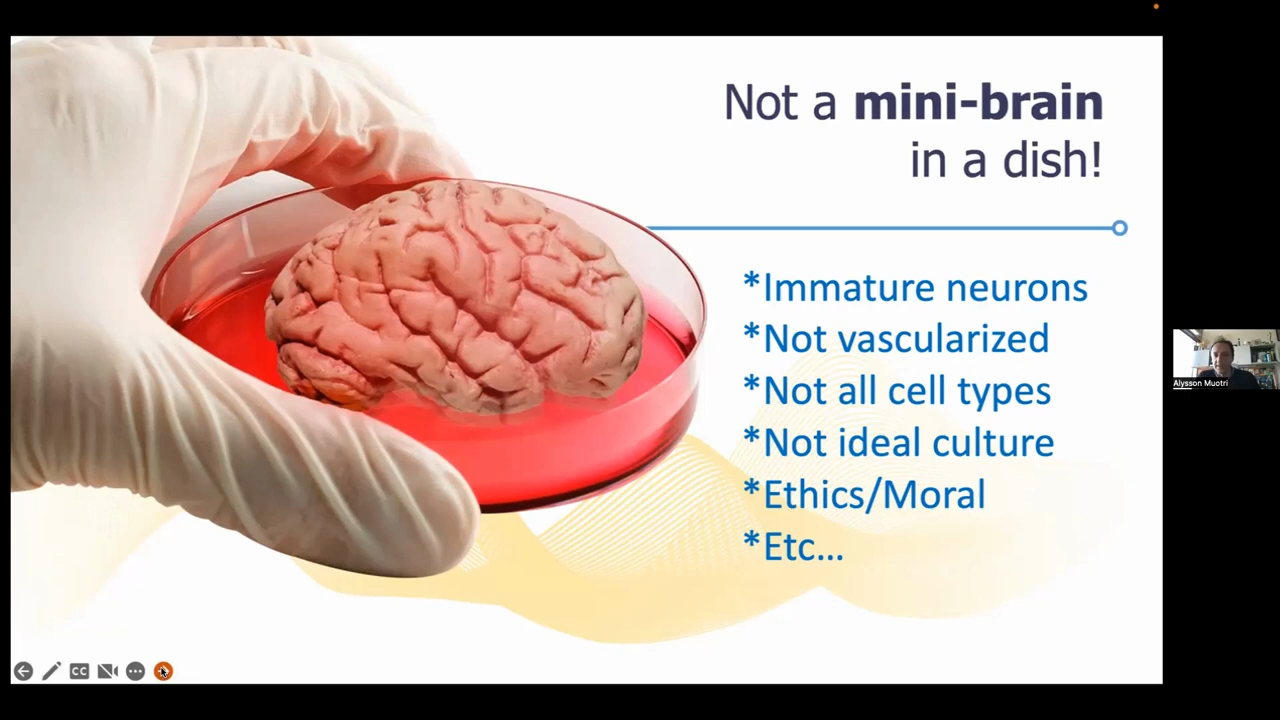 Not a mini-brain
in a dish!
*Immature neurons
*Not vascularized
*Not all cell types
*Not ideal culture
*Ethics/Moral
*Etc...
Alysson Muotri
CC